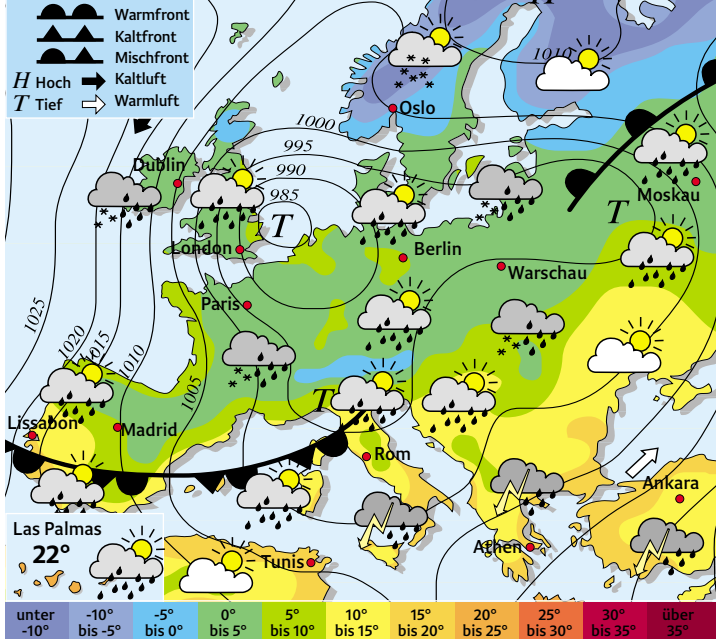 Warmfront
Kaltfront
Mischfront
H Hoch Kaltluft
T Tief Warmluft
H
1010
Oslo
1000
995
990
985
Dublin
T
T
Moskau
London
Berlin
Warschau
Paris
1025
1020
1015
1010
1005
T
Lissabon
Madrid
Rom
Ankara
Athen
Tunis
Las Palmas
22°
unter -10° bis -5° 0° 5° 10° 15° 20° 25° 30° über
-10° bis -5° bis 0° bis 5° bis 10° bis 15° bis 20° bis 25° bis 30° bis 35° 35°